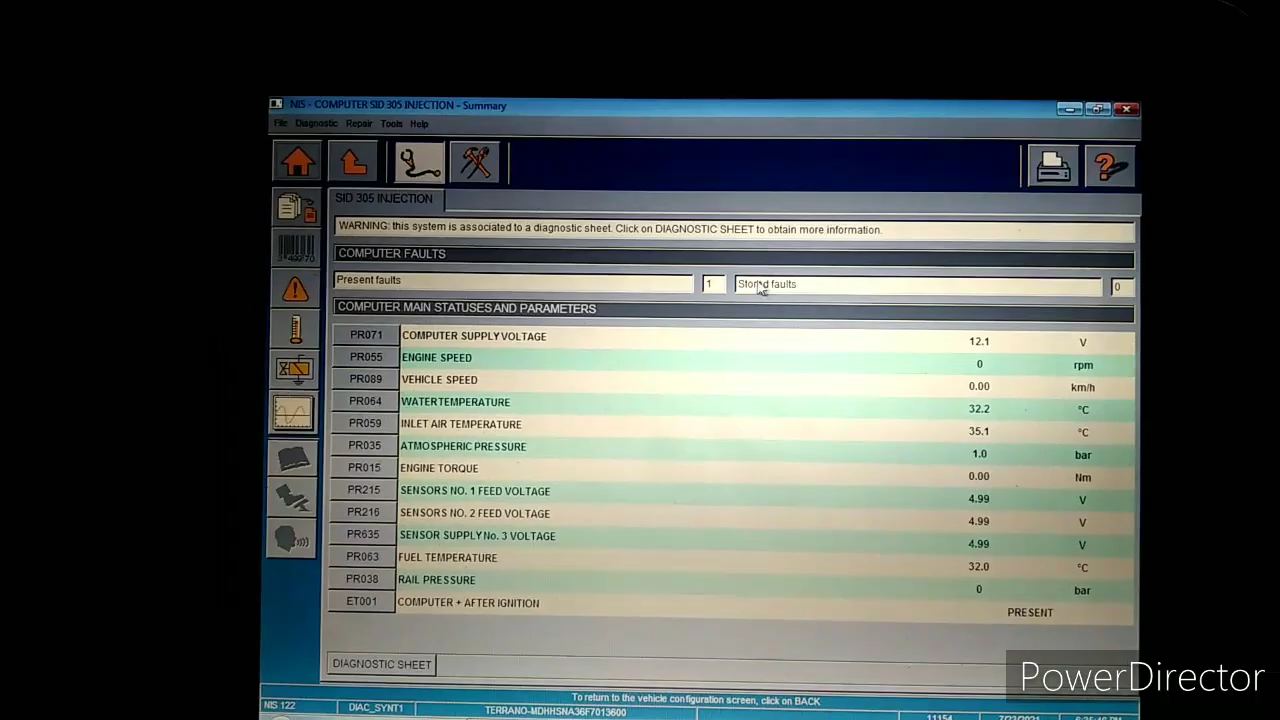 NIS - COMPUTER SID 305 INJECTION - Summary
File Diagnostic Repair Tools Help
SID 305 INJECTION
WARNING: this system is associated to a diagnostic sheet. Click on DIAGNOSTIC SHEET to obtain more information.
COMPUTER FAULTS
Present faults 1 Stored faults 0
COMPUTER MAIN STATUSES AND PARAMETERS
PR071 COMPUTER SUPPLY VOLTAGE 12.1 V
PR055 ENGINE SPEED 0 rpm
PR089 VEHICLE SPEED 0.00 km/h
PR064 WATER TEMPERATURE 32.2 °C
PR059 INLET AIR TEMPERATURE 35.1 °C
PR035 ATMOSPHERIC PRESSURE 1.0 bar
PR015 ENGINE TORQUE 0.00 Nm
PR215 SENSORS NO. 1 FEED VOLTAGE 4.99 V
PR216 SENSORS NO. 2 FEED VOLTAGE 4.99 V
PR635 SENSOR SUPPLY No. 3 VOLTAGE 4.99 V
PR063 FUEL TEMPERATURE 32.0 °C
PR038 RAIL PRESSURE 0 bar
ET001 COMPUTER + AFTER IGNITION PRESENT
DIAGNOSTIC SHEET
PowerDirector
To return to the vehicle configuration screen, click on BACK
NIS 122 DIAC_SYNT1 TERRANO-MDHHSNA36F7013600 11154